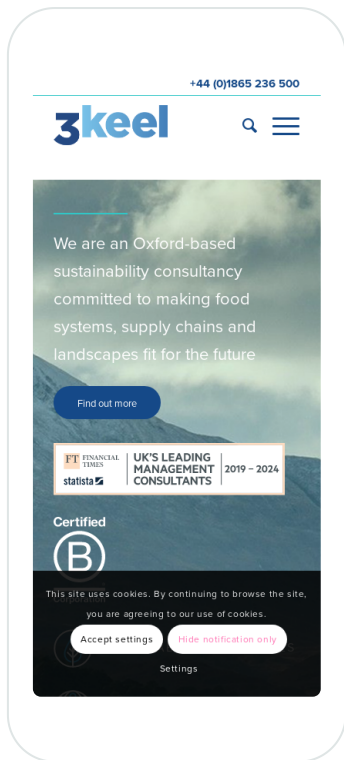 +44 (0)1865 236 500
3keel
We are an Oxford-based
sustainability consultancy
committed to making food
systems, supply chains and
landscapes fit for the future
Find out more
FT FINANCIAL TIMES
statista
UK'S LEADING
MANAGEMENT
CONSULTANTS
2019 – 2024
Certified
B
Corporation
This site uses cookies. By continuing to browse the site,
you are agreeing to our use of cookies.
Accept settings
Hide notification only
Settings